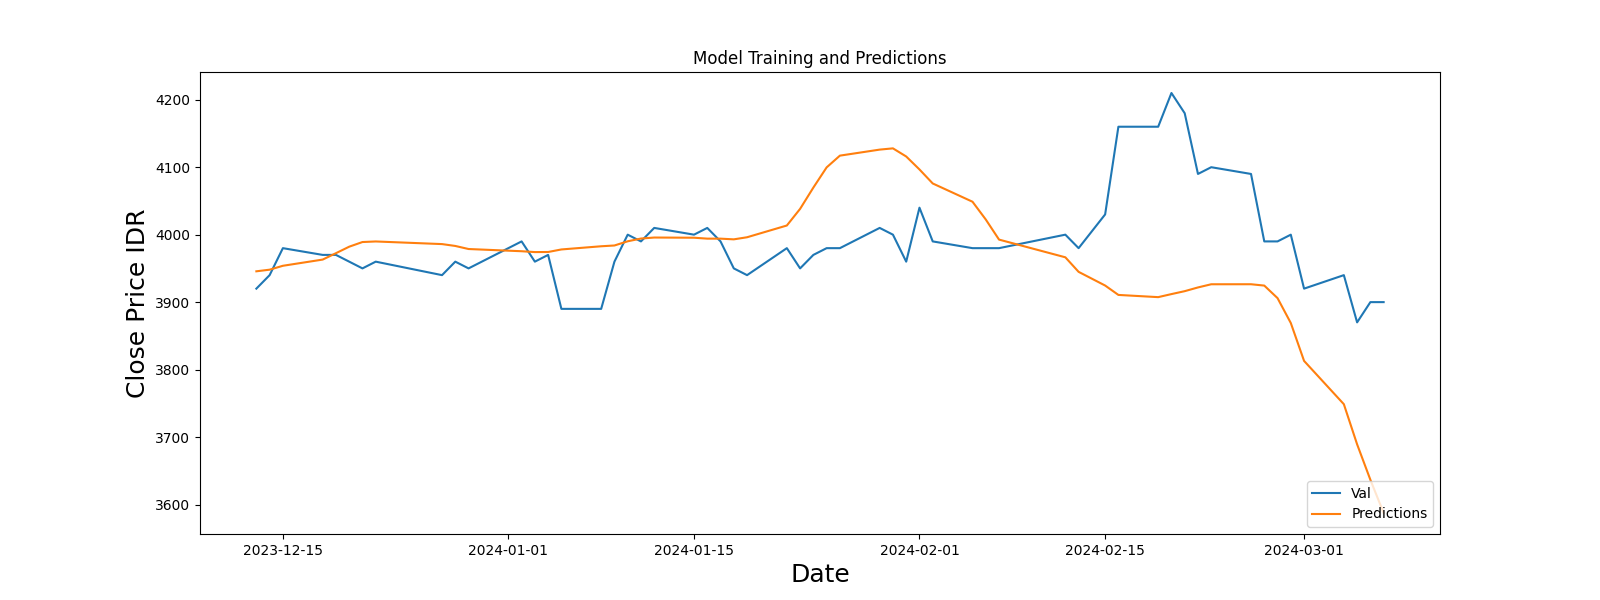 Model Training and Predictions
Close Price IDR
4200
4100
4000
3900
3800
3700
3600
Val
Predictions
2023-12-15
2024-01-01
2024-01-15
2024-02-01
2024-02-15
2024-03-01
Date